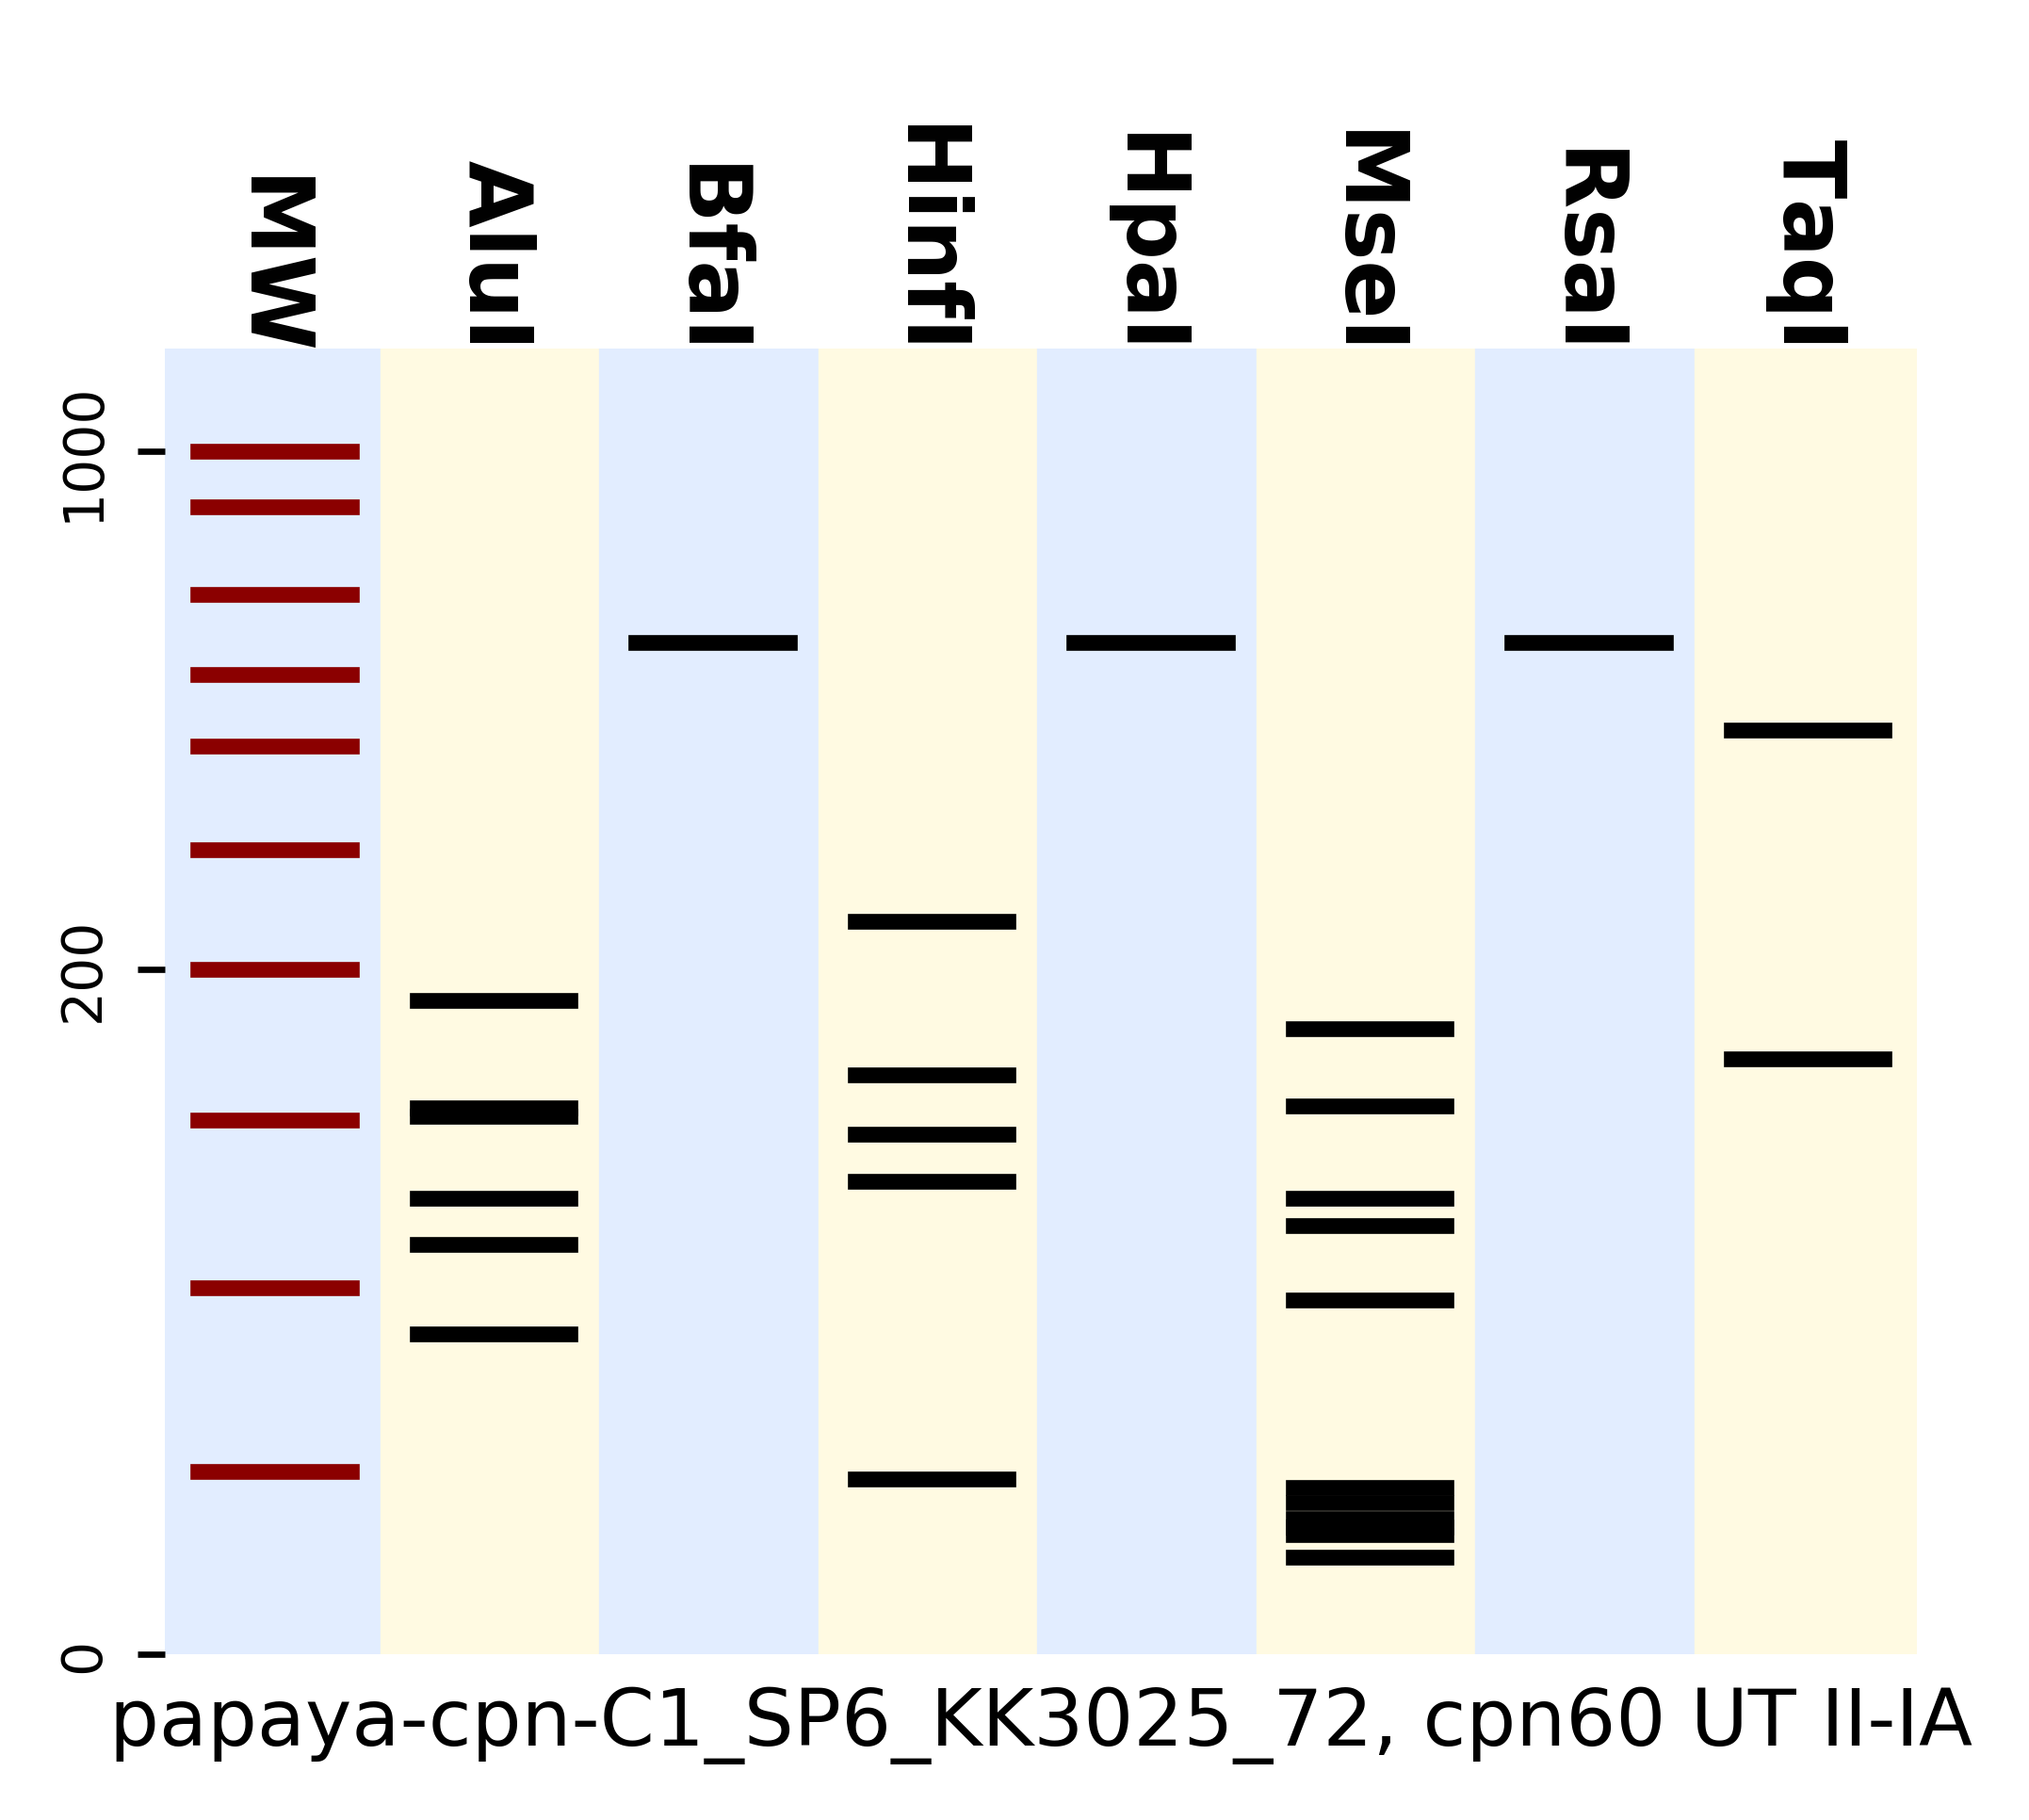 MW
AluI
BfaI
HinfI
HpaI
MseI
RsaI
TaqI
1000
200
0
papaya-cpn-C1_SP6_KK3025_72, cpn60 UT II-IA